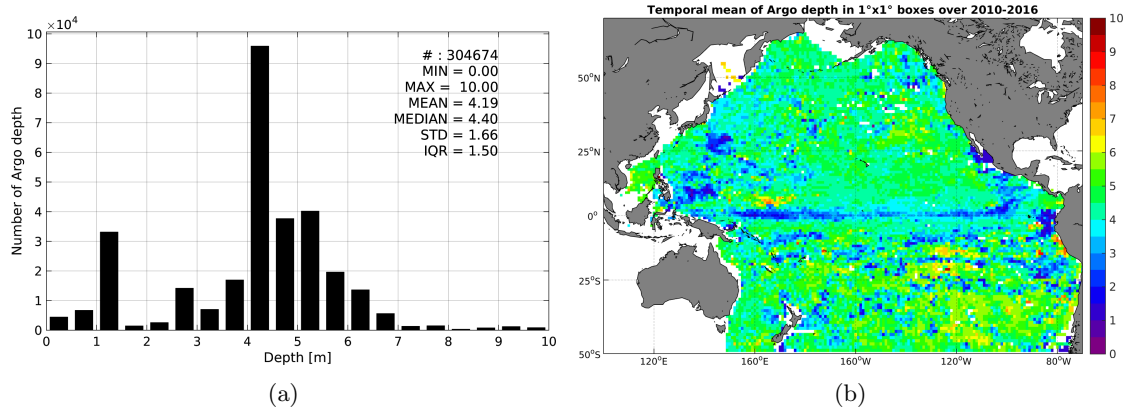 ×10⁴
10
9
8
7
6
5
4
3
2
1
0
Number of Argo depth
# : 304674
MIN = 0.00
MAX = 10.00
MEAN = 4.19
MEDIAN = 4.40
STD = 1.66
IQR = 1.50
0 1 2 3 4 5 6 7 8 9 10
Depth [m]
(a)
Temporal mean of Argo depth in 1°x1° boxes over 2010-2016
50°N
25°N
0°
25°S
50°S
120°E 160°E 160°W 120°W 80°W
10
9
8
7
6
5
4
3
2
1
0
(b)